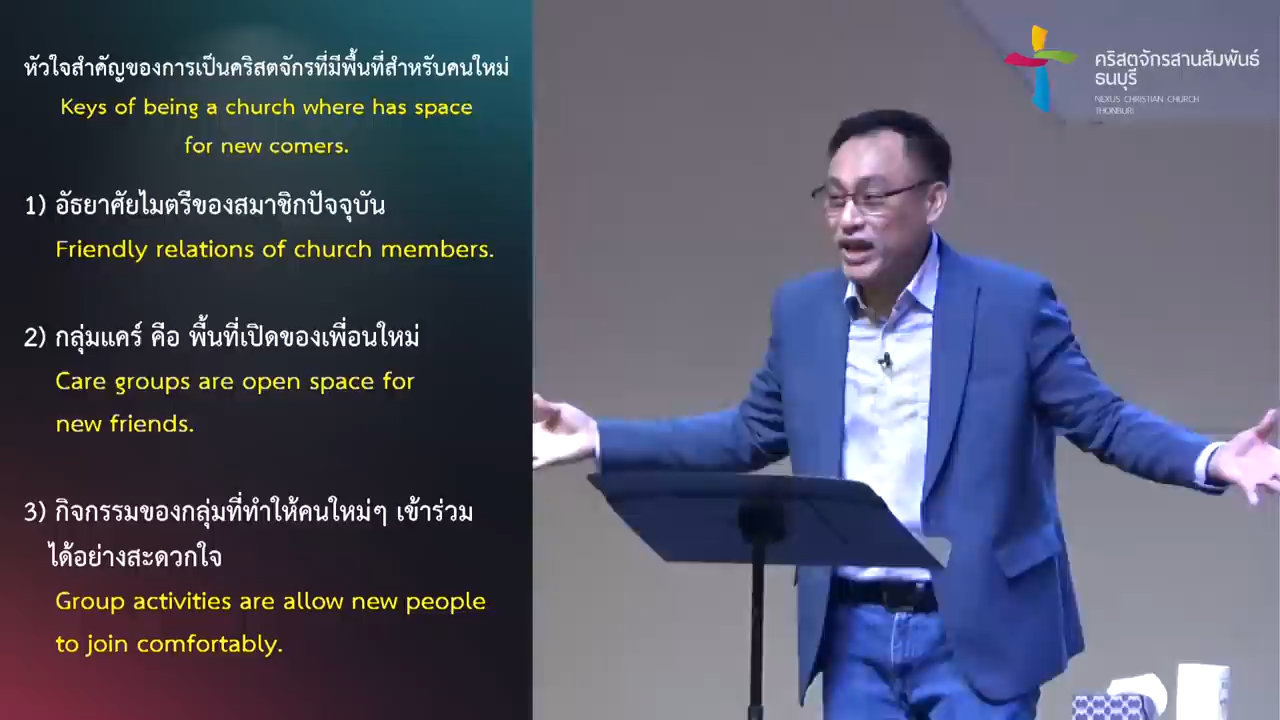 หัวใจสำคัญของการเป็นคริสตจักรที่มีพื้นที่สำหรับคนใหม่
Keys of being a church where has space
for new comers.
1) อัธยาศัยไมตรีของสมาชิกปัจจุบัน
Friendly relations of church members.
2) กลุ่มแคร์ คือ พื้นที่เปิดของเพื่อนใหม่
Care groups are open space for
new friends.
3) กิจกรรมของกลุ่มที่ทำให้คนใหม่ๆ เข้าร่วม
ได้อย่างสะดวกใจ
Group activities are allow new people
to join comfortably.
คริสตจักรสานสัมพันธ์
ธนบุรี
NEXUS CHRISTIAN CHURCH
THONBURI